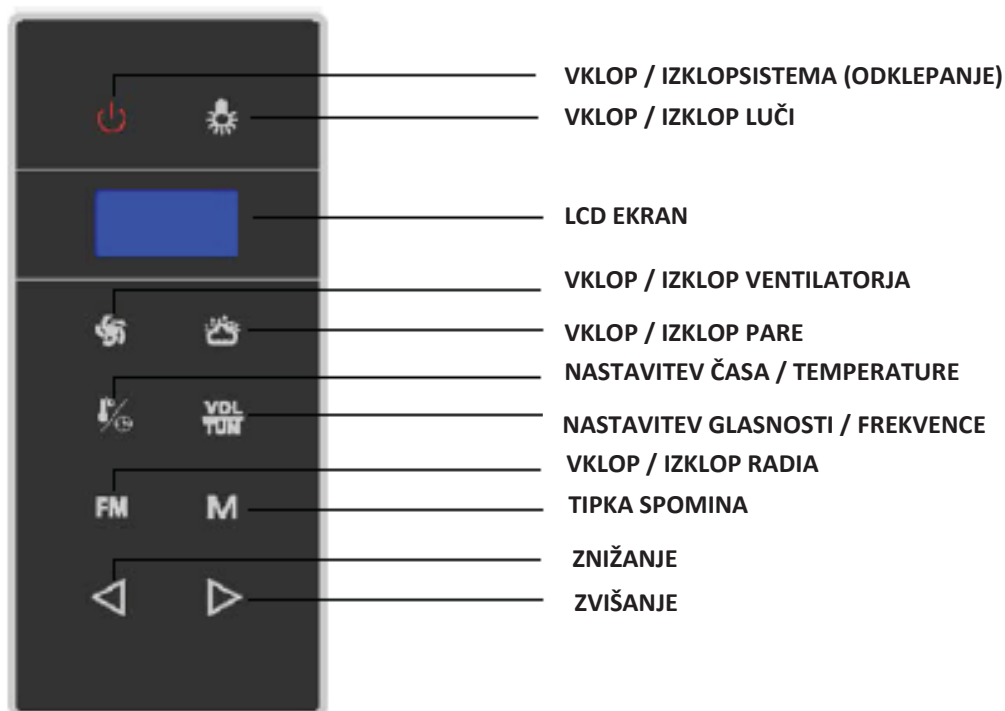 VKLOP / IZKLOPSISTEMA (ODKLEPANJE)
VKLOP / IZKLOP LUČI
LCD EKRAN
VKLOP / IZKLOP VENTILATORJA
VKLOP / IZKLOP PARE
NASTAVITEV ČASA / TEMPERATURE
VOL
TUN
NASTAVITEV GLASNOSTI / FREKVENCE
VKLOP / IZKLOP RADIA
FM M TIPKA SPOMINA
ZNIŽANJE
ZVIŠANJE